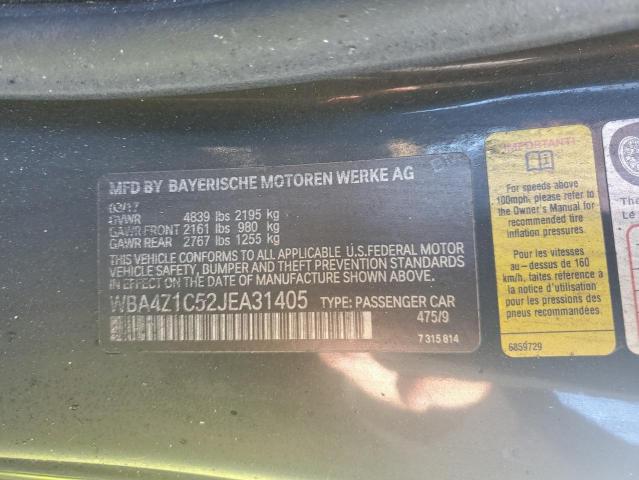 MFD BY BAYERISCHE MOTOREN WERKE AG
GVWR 4839 lbs 2195 kg
GAWR FRONT 2161 lbs 980 kg
GAWR REAR 2767 lbs 1255 kg
THIS VEHICLE CONFORMS TO ALL APPLICABLE U.S.FEDERAL MOTOR
VEHICLE SAFETY, BUMPER AND THEFT PREVENTION STANDARDS
IN EFFECT ON THE DATE OF MANUFACTURE SHOWN ABOVE.
WBA4Z1C52JEA31405 TYPE: PASSENGER CAR
475/9
7 315 814
IMPORTANT!
For speeds above
100mph, please refer to
the Owner's Manual for
recommended tire
inflation pressures.
Pour les vitesses
au - dessus de 160
km/h, taites référence à
la notice d'utilisation
pour les pressions des
pneus recommandées.
6859729